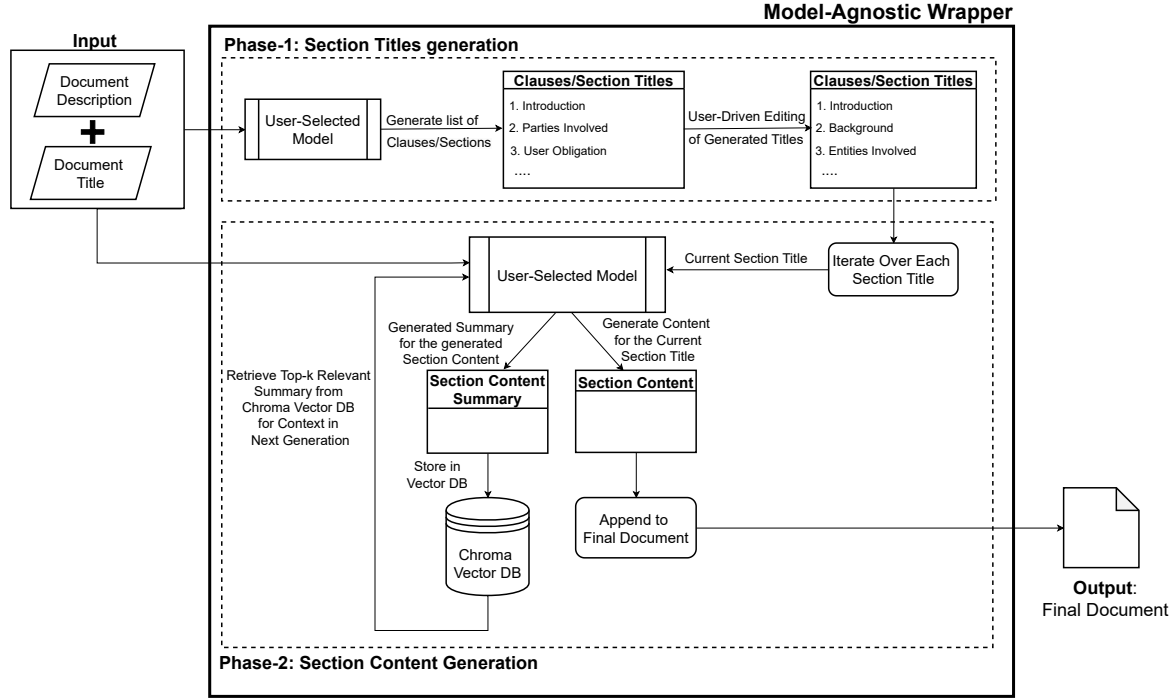 Model-Agnostic Wrapper
Input
Document
Description
Document
Title
Phase-1: Section Titles generation
User-Selected
Model
Generate list of
Clauses/Sections
Clauses/Section Titles
1. Introduction
2. Parties Involved
3. User Obligation
....
User-Driven Editing
of Generated Titles
Clauses/Section Titles
1. Introduction
2. Background
3. Entities Involved
....
Iterate Over Each
Section Title
Current Section Title
User-Selected Model
Generated Summary
for the generated
Section Content
Generate Content
for the Current
Section Title
Retrieve Top-k Relevant
Summary from
Chroma Vector DB
for Context in
Next Generation
Section Content
Summary
Section Content
Store in
Vector DB
Chroma
Vector DB
Append to
Final Document
Output:
Final Document
Phase-2: Section Content Generation